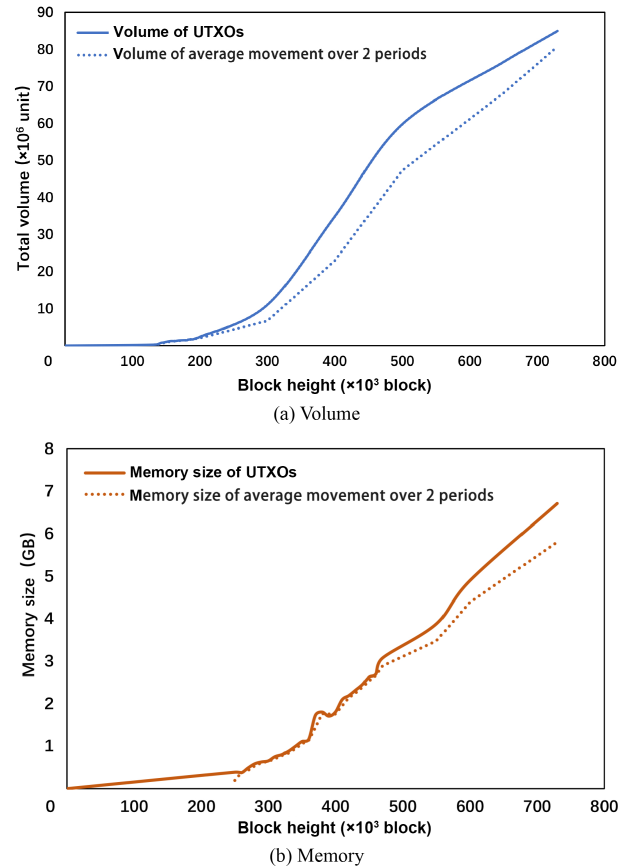 90
80
70
60
50
40
30
20
10
Total volume (×10⁶ unit)
Volume of UTXOs
Volume of average movement over 2 periods
0 100 200 300 400 500 600 700 800
Block height (×10³ block)
(a) Volume
8
7
6
5
4
3
2
1
Memory size (GB)
Memory size of UTXOs
Memory size of average movement over 2 periods
0 100 200 300 400 500 600 700 800
Block height (×10³ block)
(b) Memory